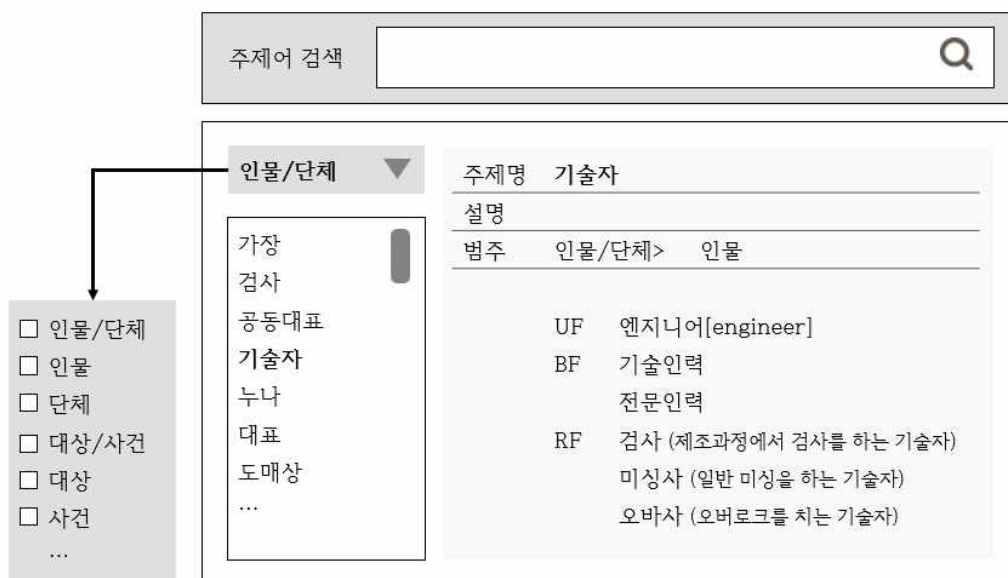 주제어 검색
인물/단체
가장
검사
공동대표
기술자
누나
대표
도매상
...
인물/단체
인물
단체
대상/사건
대상
사건
...
주제명 기술자
설명
범주 인물/단체> 인물
UF 엔지니어[engineer]
BF 기술인력
전문인력
RF 검사 (제조과정에서 검사를 하는 기술자)
미싱사 (일반 미싱을 하는 기술자)
오바사 (오버로크를 치는 기술자)